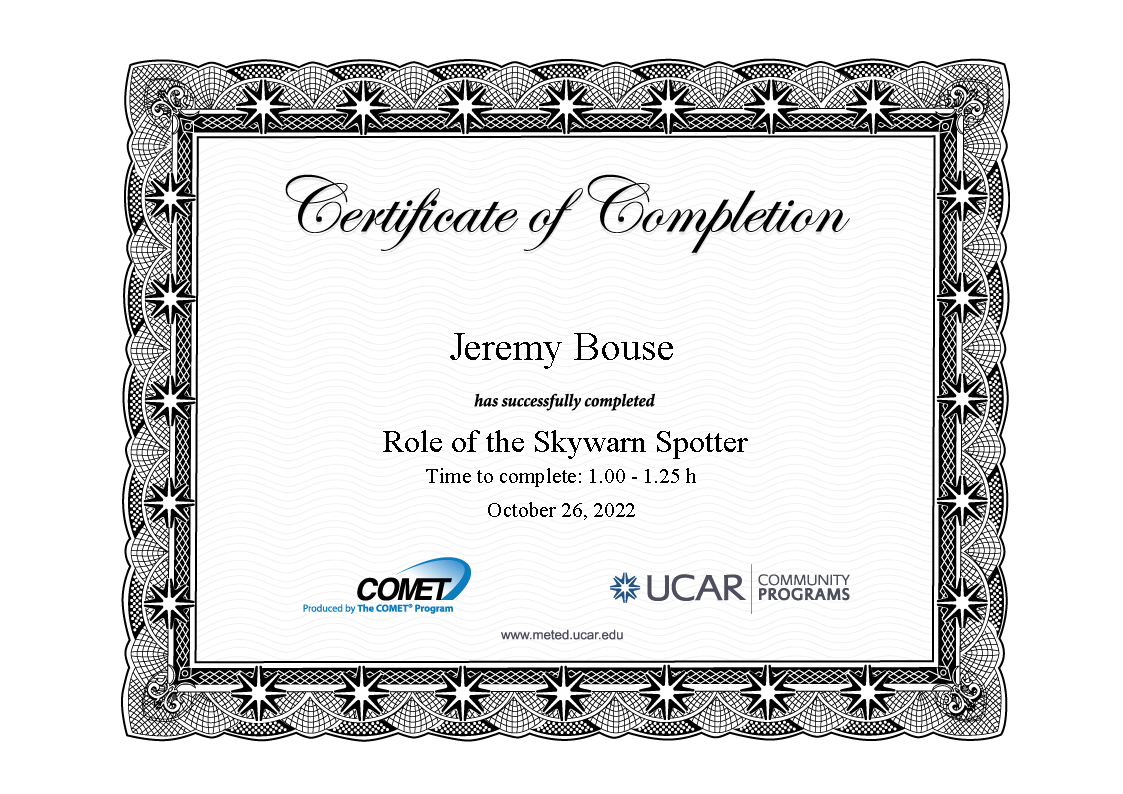 Certificate of Completion
Jeremy Bouse
has successfully completed
Role of the Skywarn Spotter
Time to complete: 1.00 - 1.25 h
October 26, 2022
COMET
Produced by The COMET® Program
UCAR COMMUNITY PROGRAMS
www.meted.ucar.edu